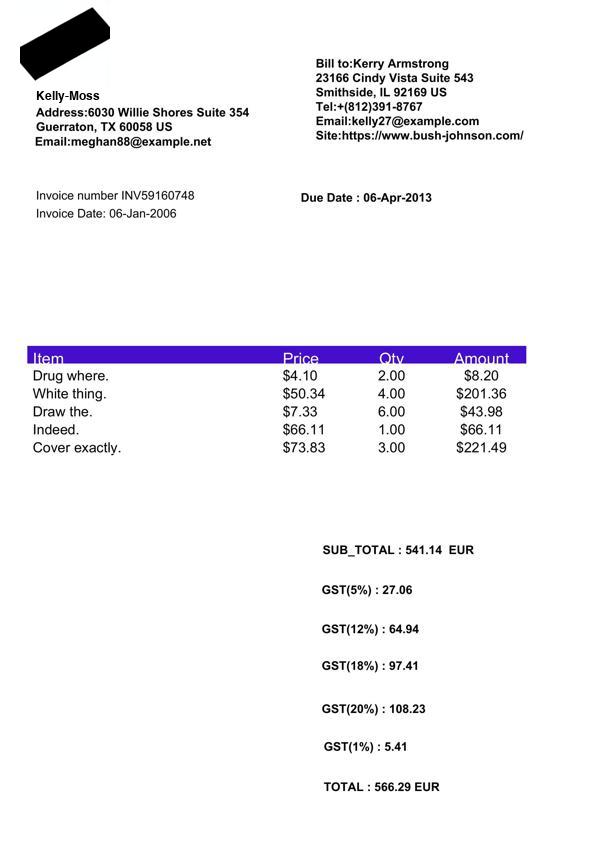 Kelly-Moss
Address:6030 Willie Shores Suite 354
Guerraton, TX 60058 US
Email:meghan88@example.net
Bill to:Kerry Armstrong
23166 Cindy Vista Suite 543
Smithside, IL 92169 US
Tel:+(812)391-8767
Email:kelly27@example.com
Site:https://www.bush-johnson.com/
Invoice number INV59160748
Invoice Date: 06-Jan-2006
Due Date : 06-Apr-2013
Item Price Qty Amount
Drug where. $4.10 2.00 $8.20
White thing. $50.34 4.00 $201.36
Draw the. $7.33 6.00 $43.98
Indeed. $66.11 1.00 $66.11
Cover exactly. $73.83 3.00 $221.49
SUB_TOTAL : 541.14 EUR
GST(5%) : 27.06
GST(12%) : 64.94
GST(18%) : 97.41
GST(20%) : 108.23
GST(1%) : 5.41
TOTAL : 566.29 EUR